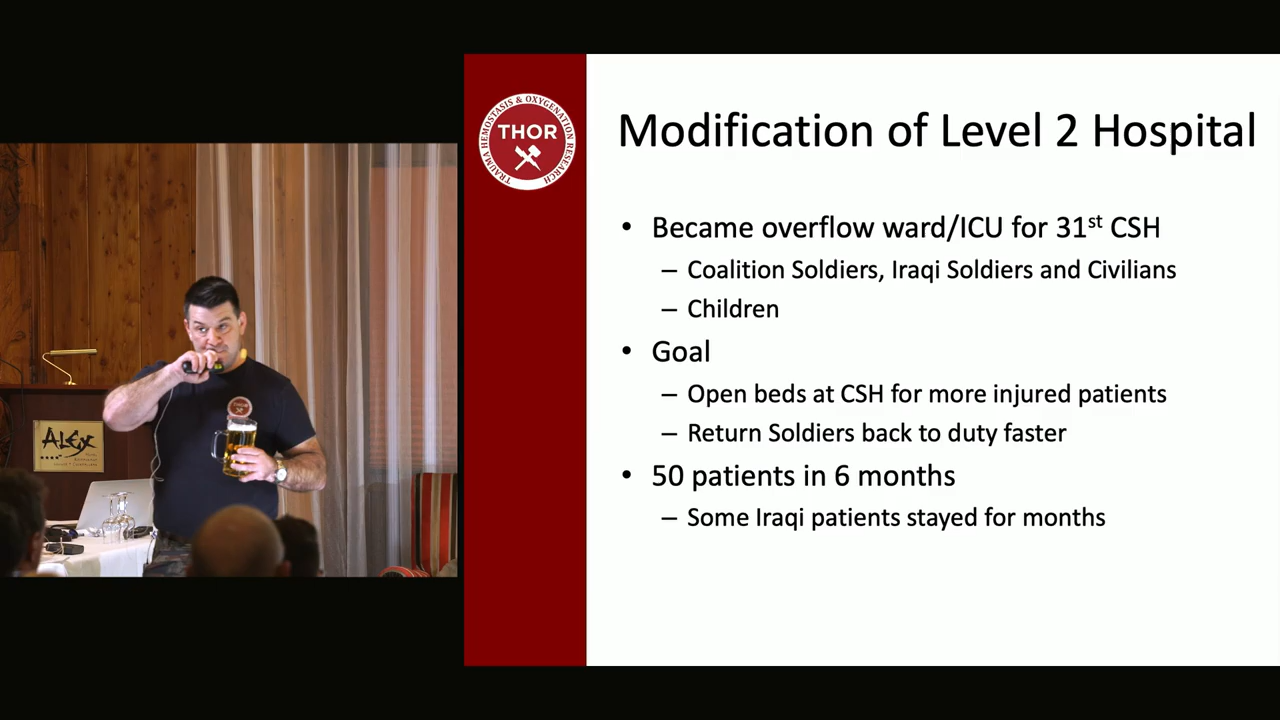 TRAUMA HEMOSTASIS & OXYGENATION RESEARCH
THOR
Modification of Level 2 Hospital
• Became overflow ward/ICU for 31st CSH
– Coalition Soldiers, Iraqi Soldiers and Civilians
– Children
• Goal
– Open beds at CSH for more injured patients
– Return Soldiers back to duty faster
• 50 patients in 6 months
– Some Iraqi patients stayed for months
ALEX